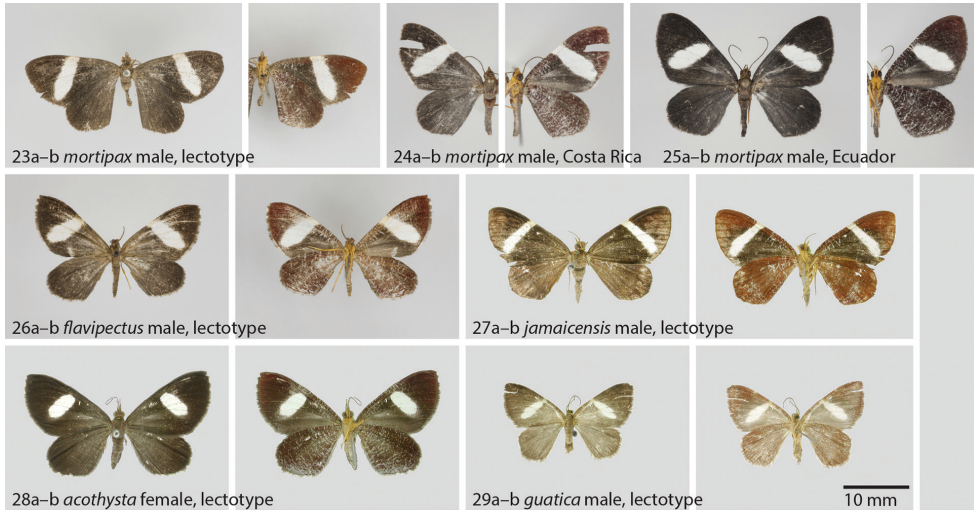 23a–b mortipax male, lectotype
24a–b mortipax male, Costa Rica
25a–b mortipax male, Ecuador
26a–b flavipectus male, lectotype
27a–b jamaicensis male, lectotype
28a–b acothysta female, lectotype
29a–b guatica male, lectotype
10 mm